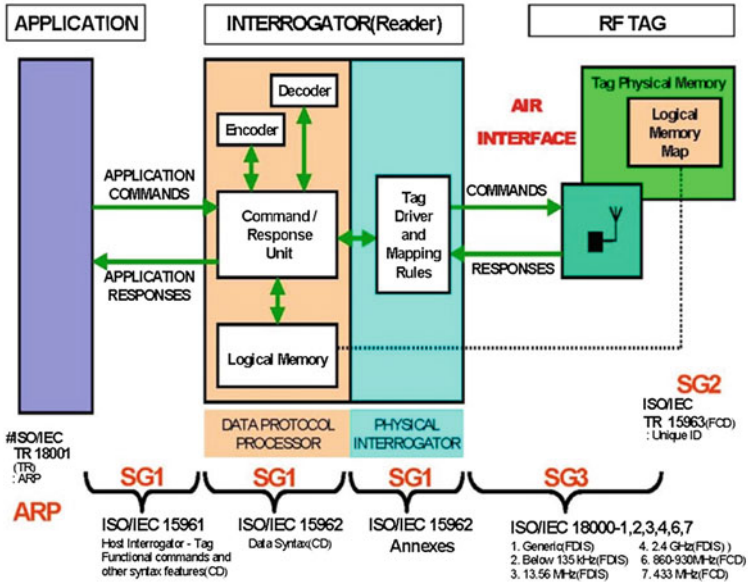 APPLICATION
INTERROGATOR(Reader)
RF TAG
Decoder
Encoder
AIR
INTERFACE
Tag Physical Memory
Logical
Memory
Map
APPLICATION
COMMANDS
Command /
Response
Unit
Tag
Driver
and
Mapping
Rules
COMMANDS
RESPONSES
APPLICATION
RESPONSES
Logical Memory
DATA PROTOCOL
PROCESSOR
PHYSICAL
INTERROGATOR
SG2
ISO/IEC
TR 15963(FCD)
: Unique ID
#ISO/IEC
TR 18001
(TR)
: ARP
ARP
SG1
ISO/IEC 15961
Host Interrogator - Tag
Functional commands and
other syntax features(CD)
SG1
ISO/IEC 15962
Data Syntax(CD)
SG1
ISO/IEC 15962
Annexes
SG3
ISO/IEC 18000-1,2,3,4,6,7
1. Generic(FDIS)
2. Below 135 kHz(FDIS)
3. 13.56 MHz(FDIS)
4. 2.4 GHz(FDIS) )
6. 860-930MHz(FCD)
7. 433 MHz(FCD)